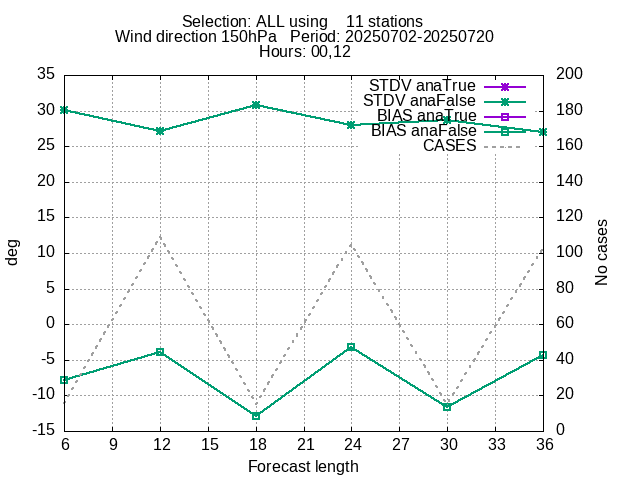 Selection: ALL using 11 stations
Wind direction 150hPa Period: 20250702-20250720
Hours: 00,12
35 200
STDV anaTrue
STDV anaFalse
30 180
BIAS anaTrue
BIAS anaFalse
25 160
CASES
20 140
15 120
10 100
deg
No cases
5 80
0 60
-5 40
-10 20
-15 0
6 9 12 15 18 21 24 27 30 33 36
Forecast length